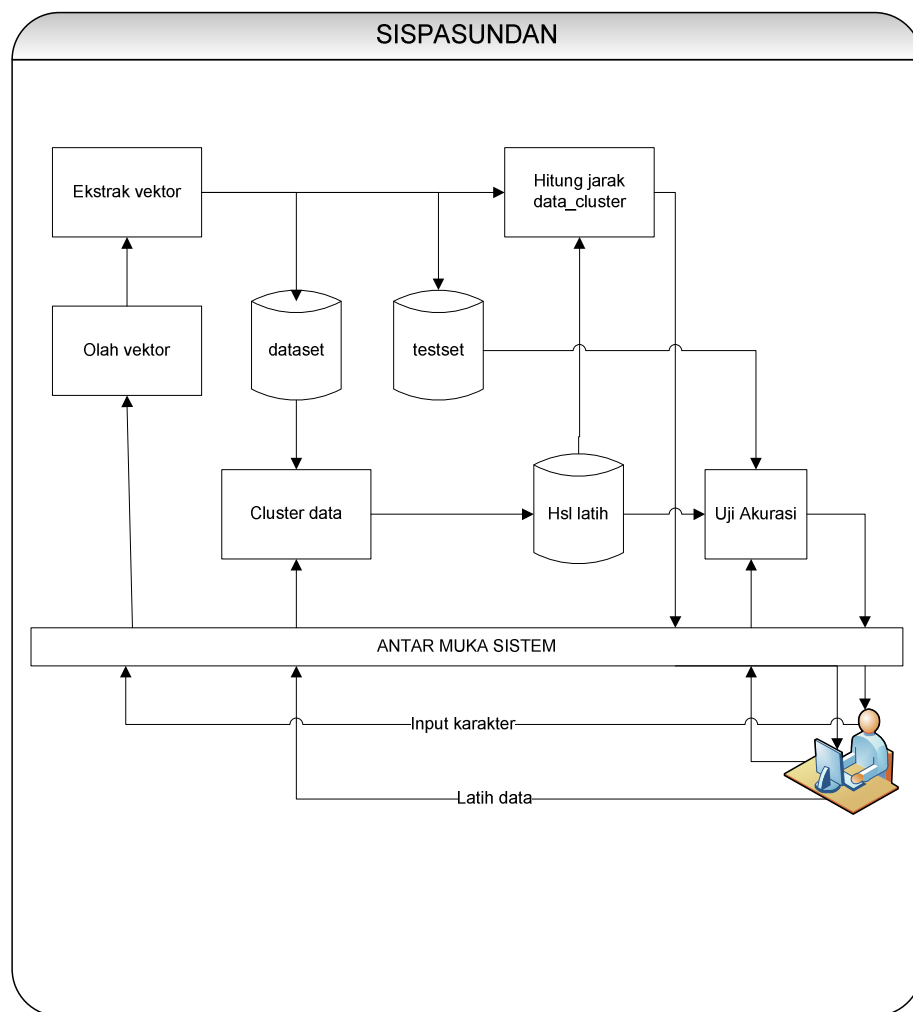 SISPASUNDAN
Ekstrak vektor
Hitung jarak
data_cluster
Olah vektor
dataset
testset
Cluster data
Hsl latih
Uji Akurasi
ANTAR MUKA SISTEM
Input karakter
Latih data